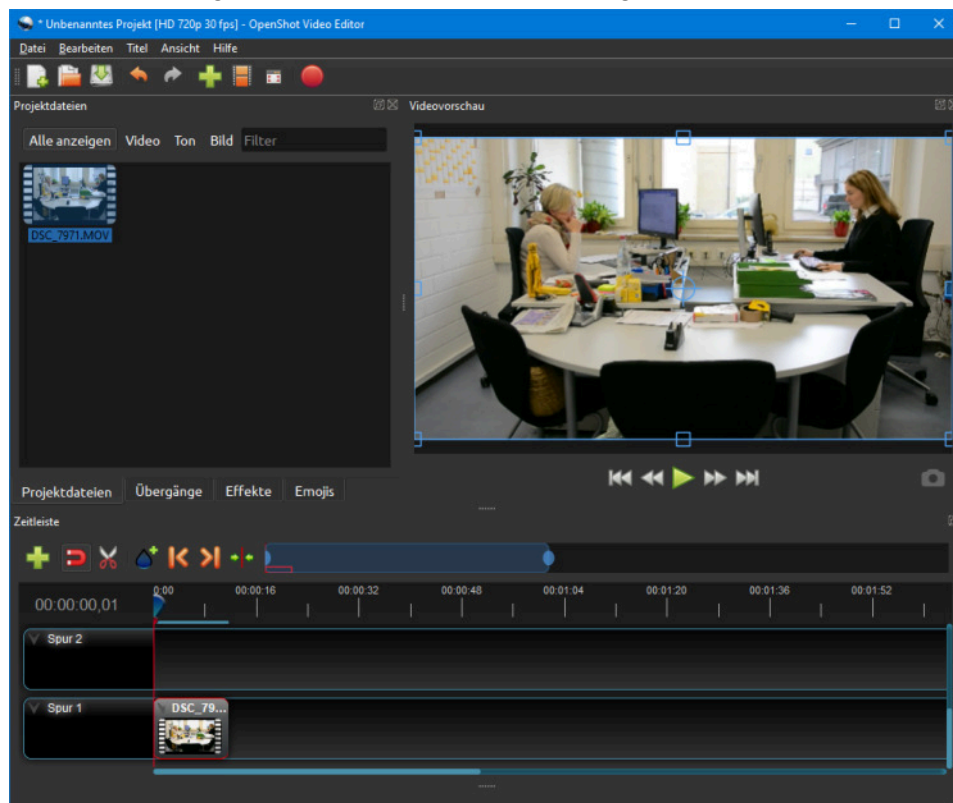 * Unbenanntes Projekt [HD 720p 30 fps] - OpenShot Video Editor
Datei Bearbeiten Titel Ansicht Hilfe
Projektdateien
Videovorschau
Alle anzeigen Video Ton Bild Filter
DSC_7971.MOV
Projektdateien Übergänge Effekte Emojis
Zeitleiste
00:00:00,01
0:00 00:00:16 00:00:32 00:00:48 00:01:04 00:01:20 00:01:36 00:01:52
Spur 2
Spur 1
DSC_79...